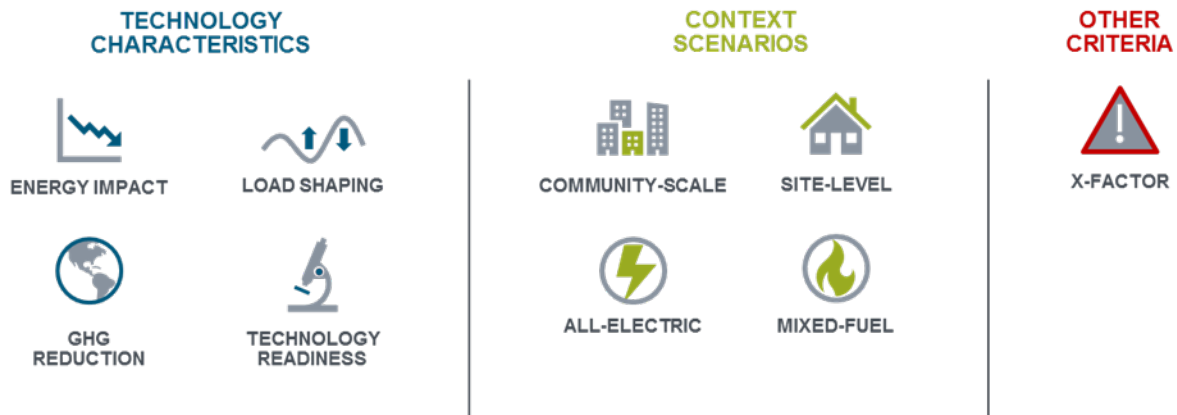 TECHNOLOGY
CHARACTERISTICS
ENERGY IMPACT
LOAD SHAPING
GHG
REDUCTION
TECHNOLOGY
READINESS
CONTEXT
SCENARIOS
COMMUNITY-SCALE
SITE-LEVEL
ALL-ELECTRIC
MIXED-FUEL
OTHER
CRITERIA
X-FACTOR